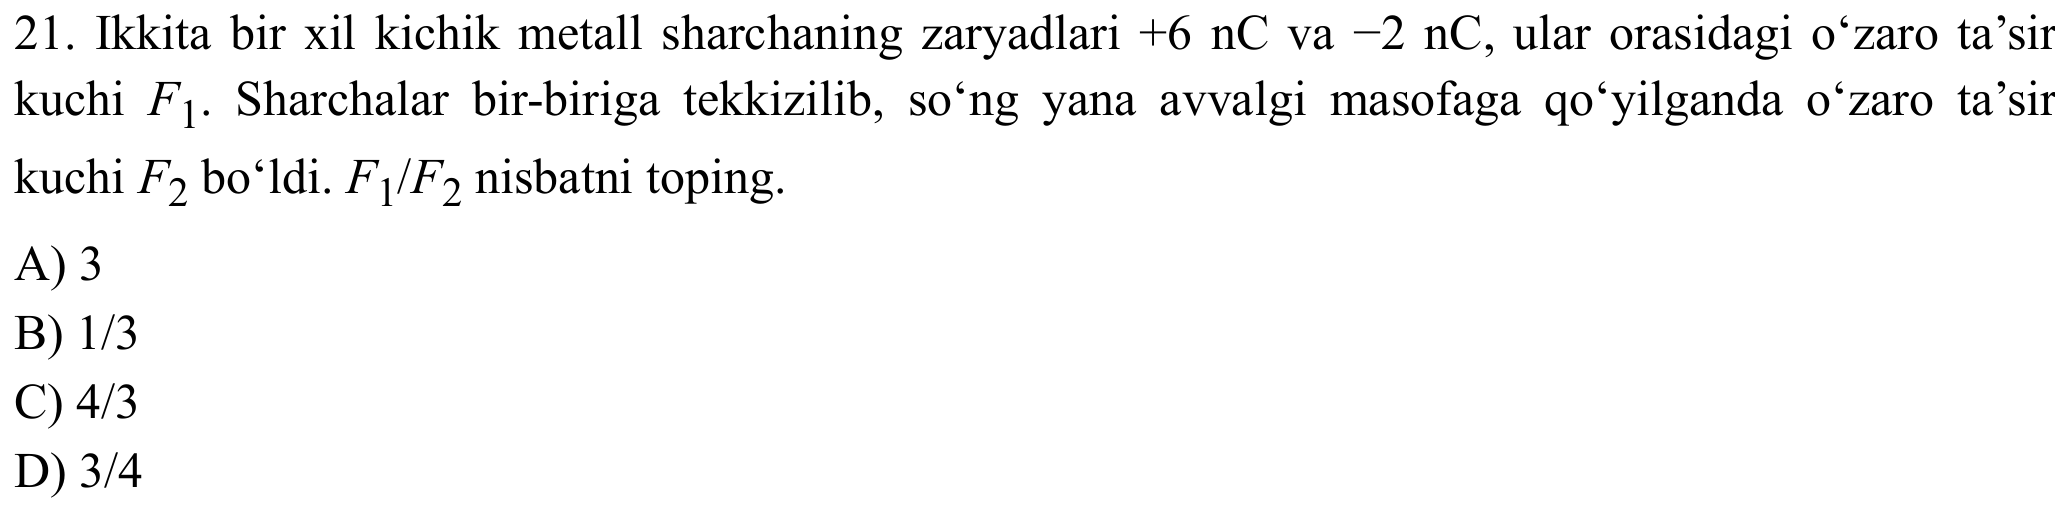 21. Ikkita bir xil kichik metall sharchaning zaryadlari +6 nC va −2 nC, ular orasidagi o‘zaro ta’sir
kuchi F₁. Sharchalar bir-biriga tekkizilib, so‘ng yana avvalgi masofaga qo‘yilganda o‘zaro ta’sir
kuchi F₂ bo‘ldi. F₁/F₂ nisbatni toping.
A) 3
B) 1/3
C) 4/3
D) 3/4